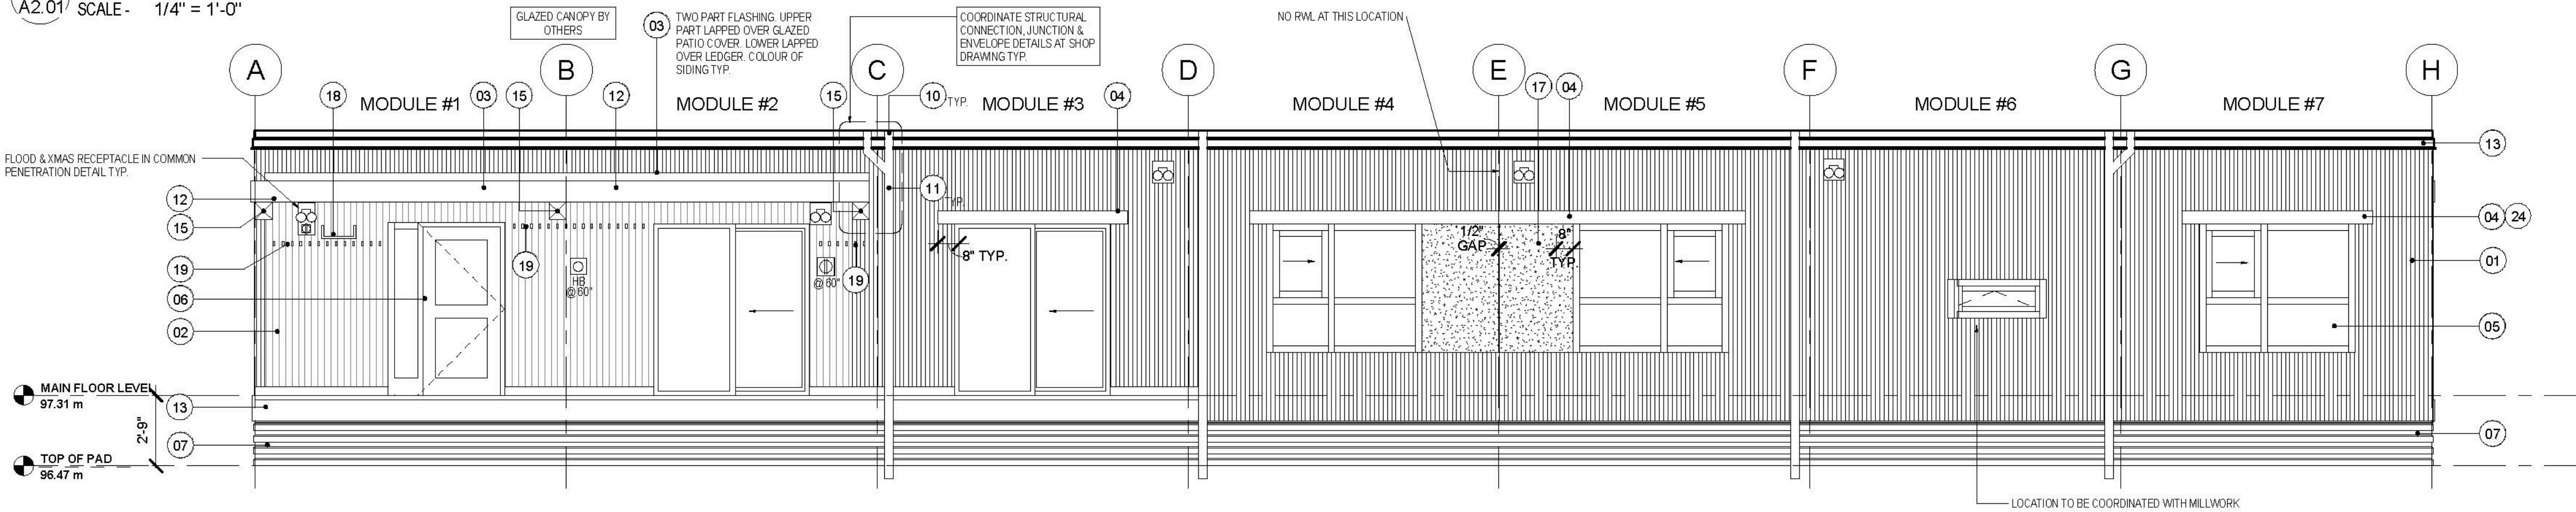 A2.01 SCALE - 1/4" = 1'-0"
GLAZED CANOPY BY
OTHERS
03
TWO PART FLASHING. UPPER
PART LAPPED OVER GLAZED
PATIO COVER. LOWER LAPPED
OVER LEDGER. COLOUR OF
SIDING TYP.
COORDINATE STRUCTURAL
CONNECTION, JUNCTION &
ENVELOPE DETAILS AT SHOP
DRAWING TYP.
NO RWL AT THIS LOCATION
A B C D E F G H
18 MODULE #1 03 15 12 MODULE #2 15 10 TYP. MODULE #3 04 MODULE #4 17 04 MODULE #5 MODULE #6 MODULE #7
13
FLOOD & XMAS RECEPTACLE IN COMMON
PENETRATION DETAIL TYP.
03 12 11
TYP.
12
15
04 24
1/2"
GAP
8"
TYP.
8" TYP.
19
19
19
HB
@ 60"
@ 60"
01
06
02
05
MAIN FLOOR LEVEL
97.31 m
13
2'-9"
07
07
TOP OF PAD
96.47 m
LOCATION TO BE COORDINATED WITH MILLWORK